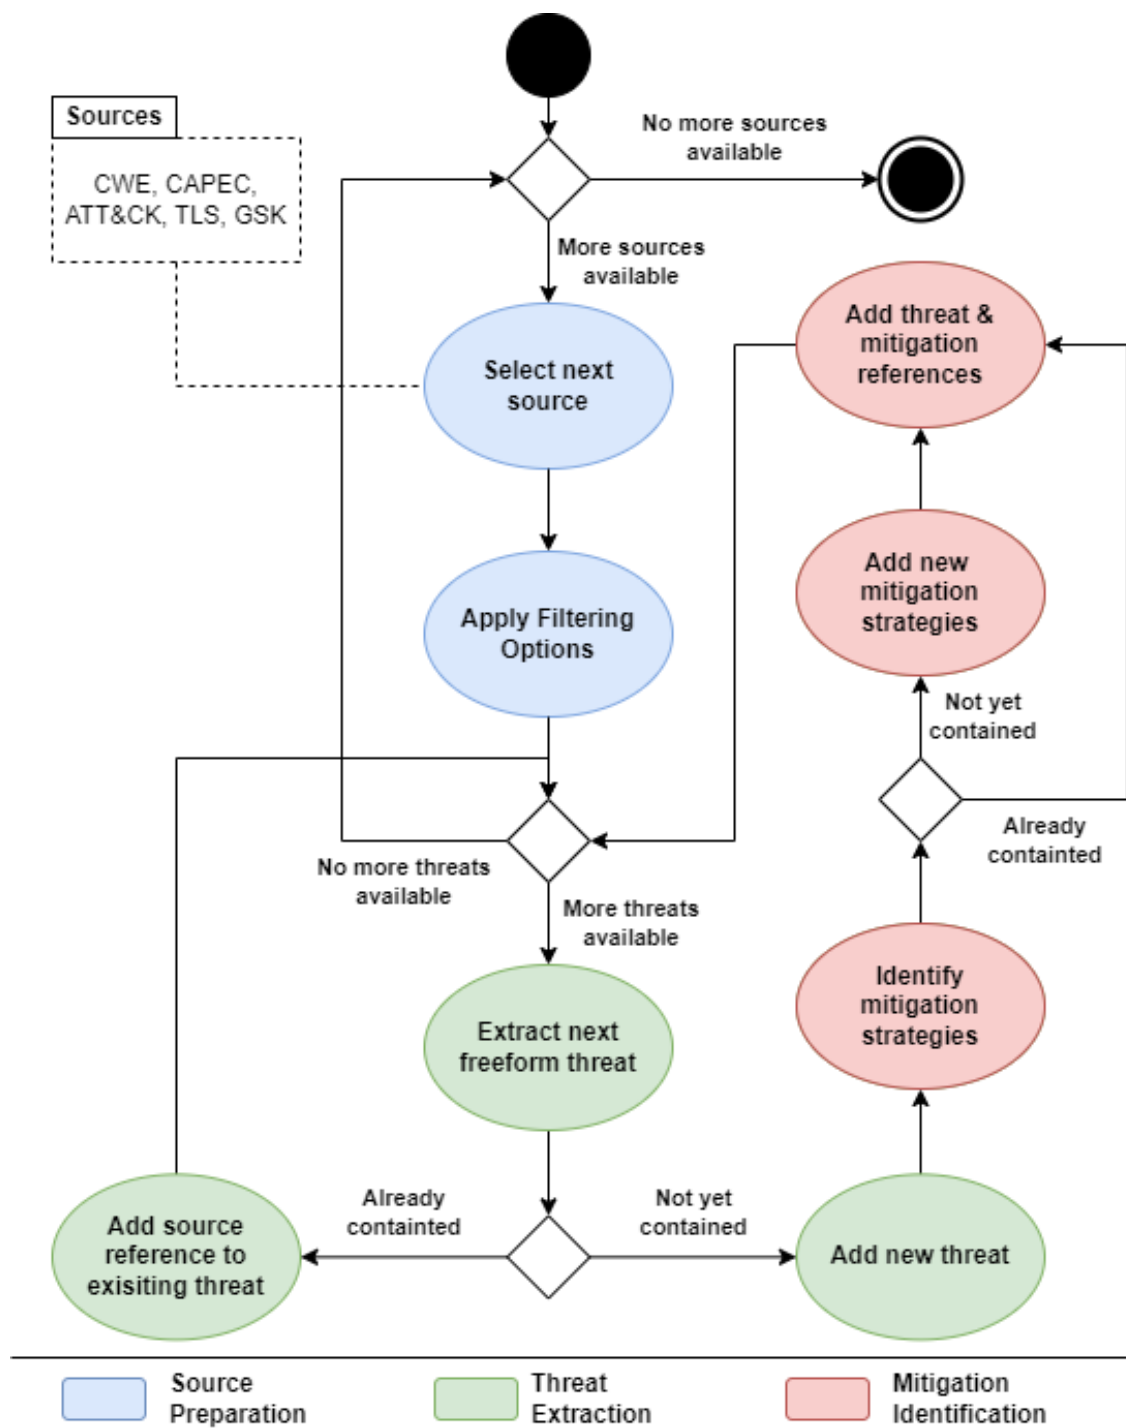 Sources
CWE, CAPEC,
ATT&CK, TLS, GSK
No more sources
available
More sources
available
Select next
source
Apply Filtering
Options
No more threats
available
More threats
available
Extract next
freeform threat
Already
containted
Not yet
contained
Add source
reference to
exisiting threat
Add new threat
Identify
mitigation
strategies
Already
containted
Not yet
contained
Add new
mitigation
strategies
Add threat &
mitigation
references
Source
Preparation
Threat
Extraction
Mitigation
Identification